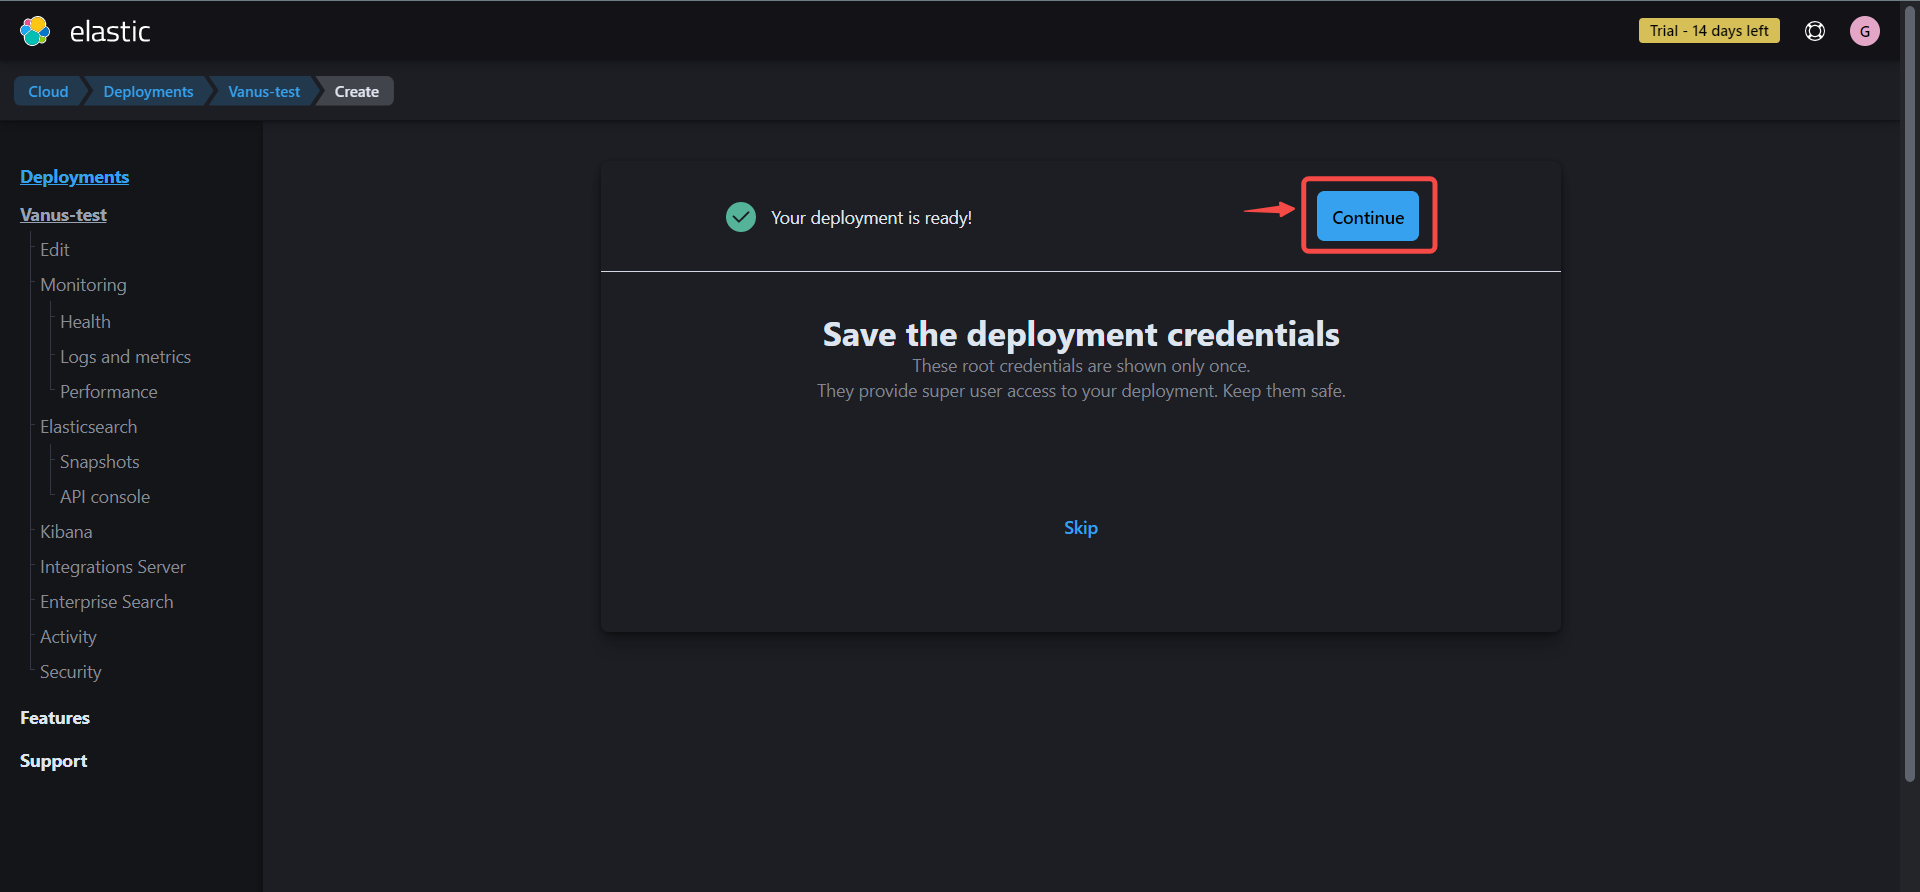 elastic
Trial - 14 days left
G
Cloud
Deployments
Vanus-test
Create
Deployments
Vanus-test
Edit
Monitoring
Health
Logs and metrics
Performance
Elasticsearch
Snapshots
API console
Kibana
Integrations Server
Enterprise Search
Activity
Security
Features
Support
Your deployment is ready!
Continue
Save the deployment credentials
These root credentials are shown only once.
They provide super user access to your deployment. Keep them safe.
Skip